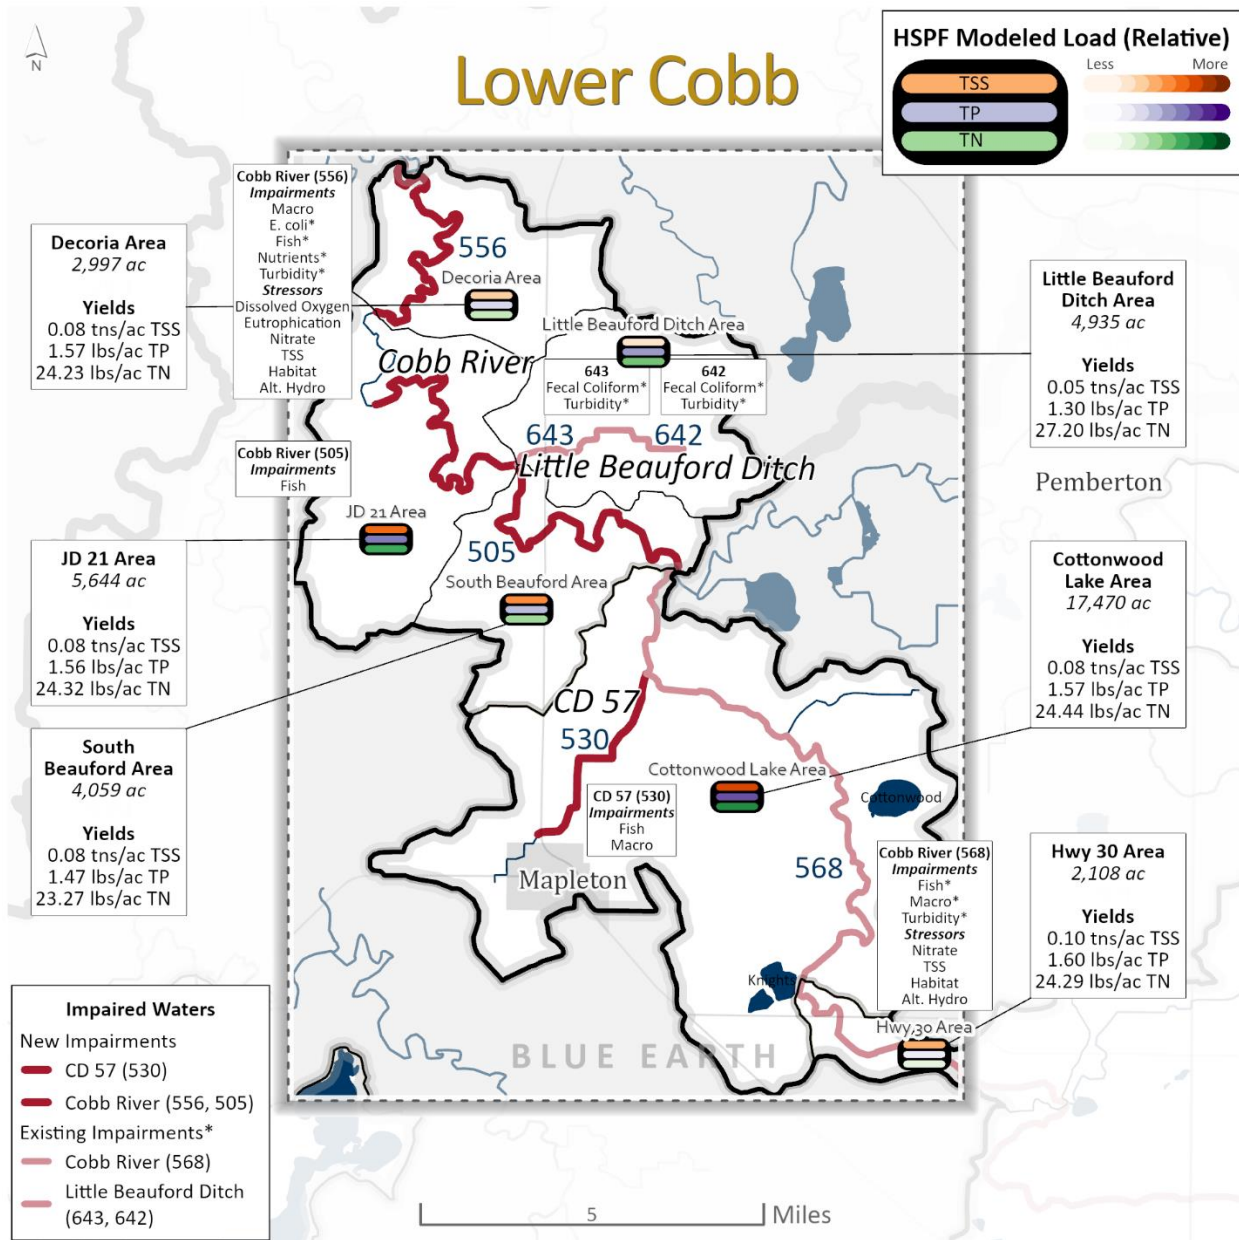 N
Lower Cobb
HSPF Modeled Load (Relative)
Less
More
TSS
TP
TN
Cobb River (556)
Impairments
Macro
E. coli*
Fish*
Nutrients*
Turbidity*
Stressors
Dissolved Oxygen
Eutrophication
Nitrate
TSS
Habitat
Alt. Hydro
Decoria Area
2,997 ac
Yields
0.08 tns/ac TSS
1.57 lbs/ac TP
24.23 lbs/ac TN
556
Decoria Area
Little Beauford Ditch Area
Cobb River
643
Fecal Coliform*
Turbidity*
642
Fecal Coliform*
Turbidity*
Little Beauford
Ditch Area
4,935 ac
Yields
0.05 tns/ac TSS
1.30 lbs/ac TP
27.20 lbs/ac TN
643
642
Little Beauford Ditch
Pemberton
Cobb River (505)
Impairments
Fish
JD 21 Area
505
South Beauford Area
JD 21 Area
5,644 ac
Yields
0.08 tns/ac TSS
1.56 lbs/ac TP
24.32 lbs/ac TN
Cottonwood
Lake Area
17,470 ac
Yields
0.08 tns/ac TSS
1.57 lbs/ac TP
24.44 lbs/ac TN
CD 57
530
South
Beauford Area
4,059 ac
Yields
0.08 tns/ac TSS
1.47 lbs/ac TP
23.27 lbs/ac TN
Cottonwood Lake Area
Cottonwood
CD 57 (530)
Impairments
Fish
Macro
568
Mapleton
Cobb River (568)
Impairments
Fish*
Macro*
Turbidity*
Stressors
Nitrate
TSS
Habitat
Alt. Hydro
Hwy 30 Area
2,108 ac
Yields
0.10 tns/ac TSS
1.60 lbs/ac TP
24.29 lbs/ac TN
Knights
Hwy 30 Area
BLUE EARTH
Impaired Waters
New Impairments
CD 57 (530)
Cobb River (556, 505)
Existing Impairments*
Cobb River (568)
Little Beauford Ditch
(643, 642)
5
Miles